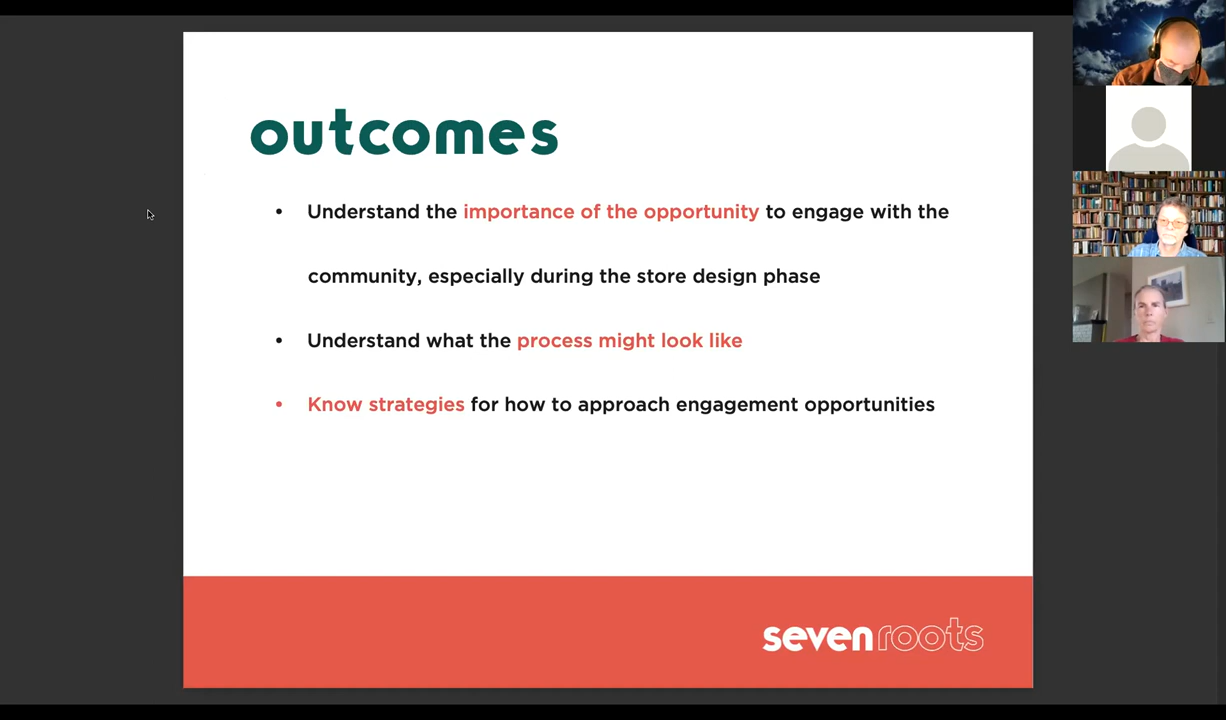 outcomes
• Understand the importance of the opportunity to engage with the
community, especially during the store design phase
• Understand what the process might look like
• Know strategies for how to approach engagement opportunities
sevenroots